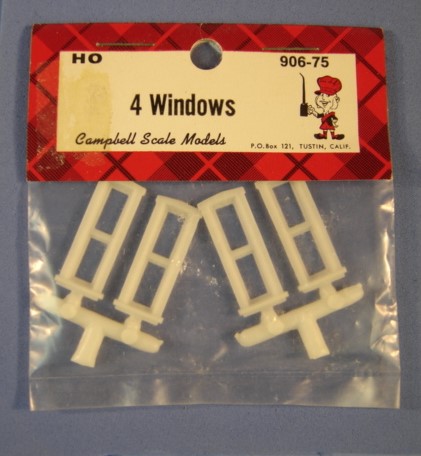 HO 906-75
4 Windows
Campbell Scale Models
P.O.Box 121, TUSTIN, CALIF.